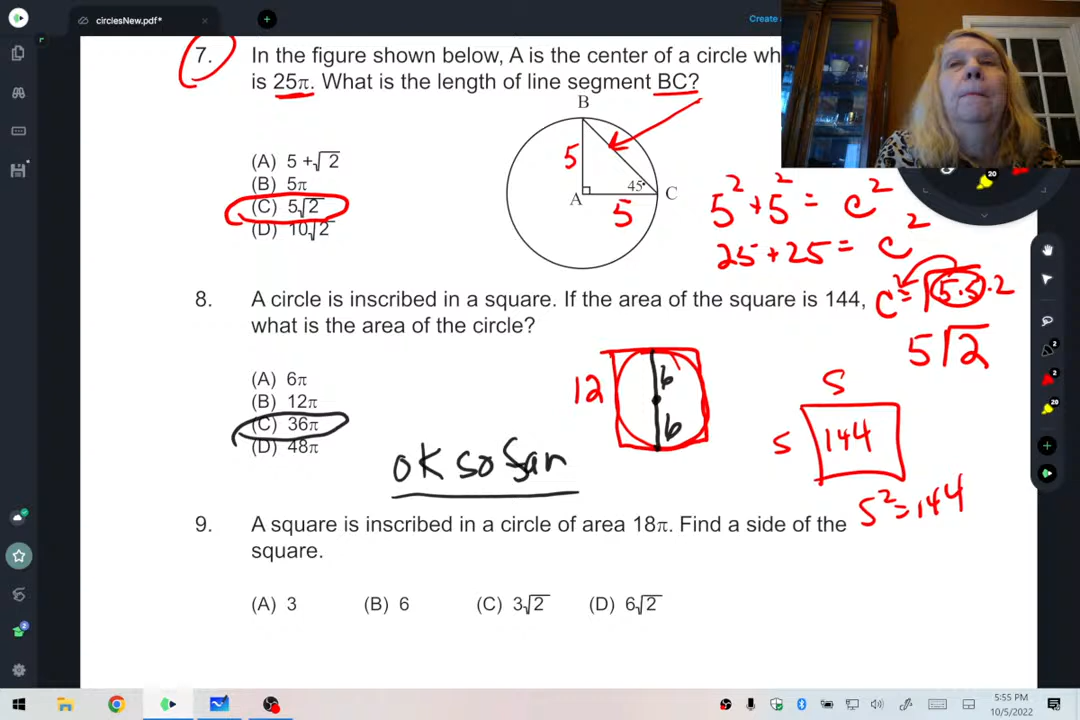 circlesNew.pdf*
Create a
7. In the figure shown below, A is the center of a circle wh
is 25π. What is the length of line segment BC?
B
(A) 5 + √2
(B) 5π
(C) 5√2
(D) 10√2
5
45°
A
C
5
5² + 5² = c²
25 + 25 = c²
c² = √5·5·2
5√2
8. A circle is inscribed in a square. If the area of the square is 144,
what is the area of the circle?
(A) 6π
(B) 12π
(C) 36π
(D) 48π
12
6
6
S
S
144
S² = 144
OK so far
9. A square is inscribed in a circle of area 18π. Find a side of the
square.
(A) 3 (B) 6 (C) 3√2 (D) 6√2
20
2
2
20
2
5:55 PM
10/5/2022